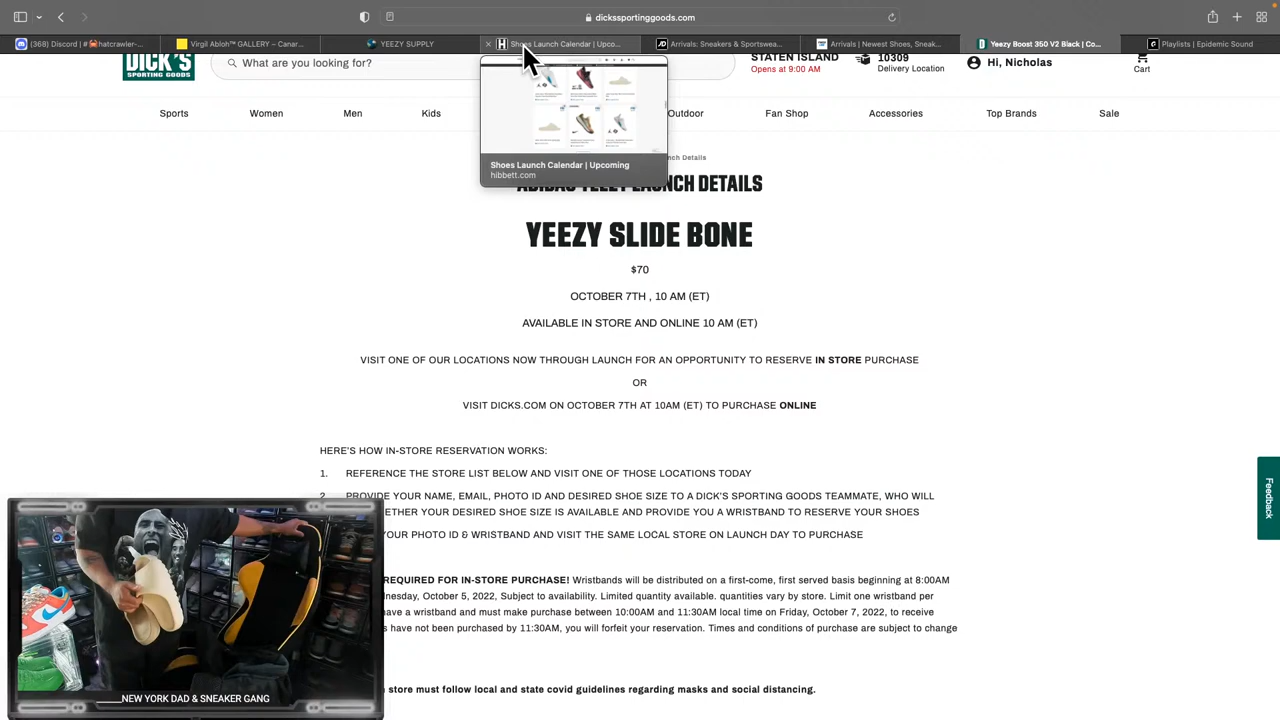 dickssportinggoods.com
(368) Discord | #🦀hatcrawler-...
Virgil Abloh™ GALLERY – Canar...
YEEZY SUPPLY
Shoes Launch Calendar | Upco...
Arrivals: Sneakers & Sportswea...
Arrivals | Newest Shoes, Sneak...
Yeezy Boost 350 V2 Black | Co...
Playlists | Epidemic Sound
DICK'S
SPORTING GOODS
What are you looking for?
STATEN ISLAND
Opens at 9:00 AM
10309
Delivery Location
Hi, Nicholas
Cart
Sports
Women
Men
Kids
Outdoor
Fan Shop
Accessories
Top Brands
Sale
Shoes Launch Calendar | Upcoming
hibbett.com
nch Details
ADIDAS YEEZY LAUNCH DETAILS
YEEZY SLIDE BONE
$70
OCTOBER 7TH , 10 AM (ET)
AVAILABLE IN STORE AND ONLINE 10 AM (ET)
VISIT ONE OF OUR LOCATIONS NOW THROUGH LAUNCH FOR AN OPPORTUNITY TO RESERVE IN STORE PURCHASE
OR
VISIT DICKS.COM ON OCTOBER 7TH AT 10AM (ET) TO PURCHASE ONLINE
HERE'S HOW IN-STORE RESERVATION WORKS:
1. REFERENCE THE STORE LIST BELOW AND VISIT ONE OF THOSE LOCATIONS TODAY
2. PROVIDE YOUR NAME, EMAIL, PHOTO ID AND DESIRED SHOE SIZE TO A DICK'S SPORTING GOODS TEAMMATE, WHO WILL
ETHER YOUR DESIRED SHOE SIZE IS AVAILABLE AND PROVIDE YOU A WRISTBAND TO RESERVE YOUR SHOES
OUR PHOTO ID & WRISTBAND AND VISIT THE SAME LOCAL STORE ON LAUNCH DAY TO PURCHASE
REQUIRED FOR IN-STORE PURCHASE! Wristbands will be distributed on a first-come, first served basis beginning at 8:00AM
dnesday, October 5, 2022, Subject to availability. Limited quantity available. quantities vary by store. Limit one wristband per
have a wristband and must make purchase between 10:00AM and 11:30AM local time on Friday, October 7, 2022, to receive
s have not been purchased by 11:30AM, you will forfeit your reservation. Times and conditions of purchase are subject to change
n store must follow local and state covid guidelines regarding masks and social distancing.
Feedback
_____NEW YORK DAD & SNEAKER GANG